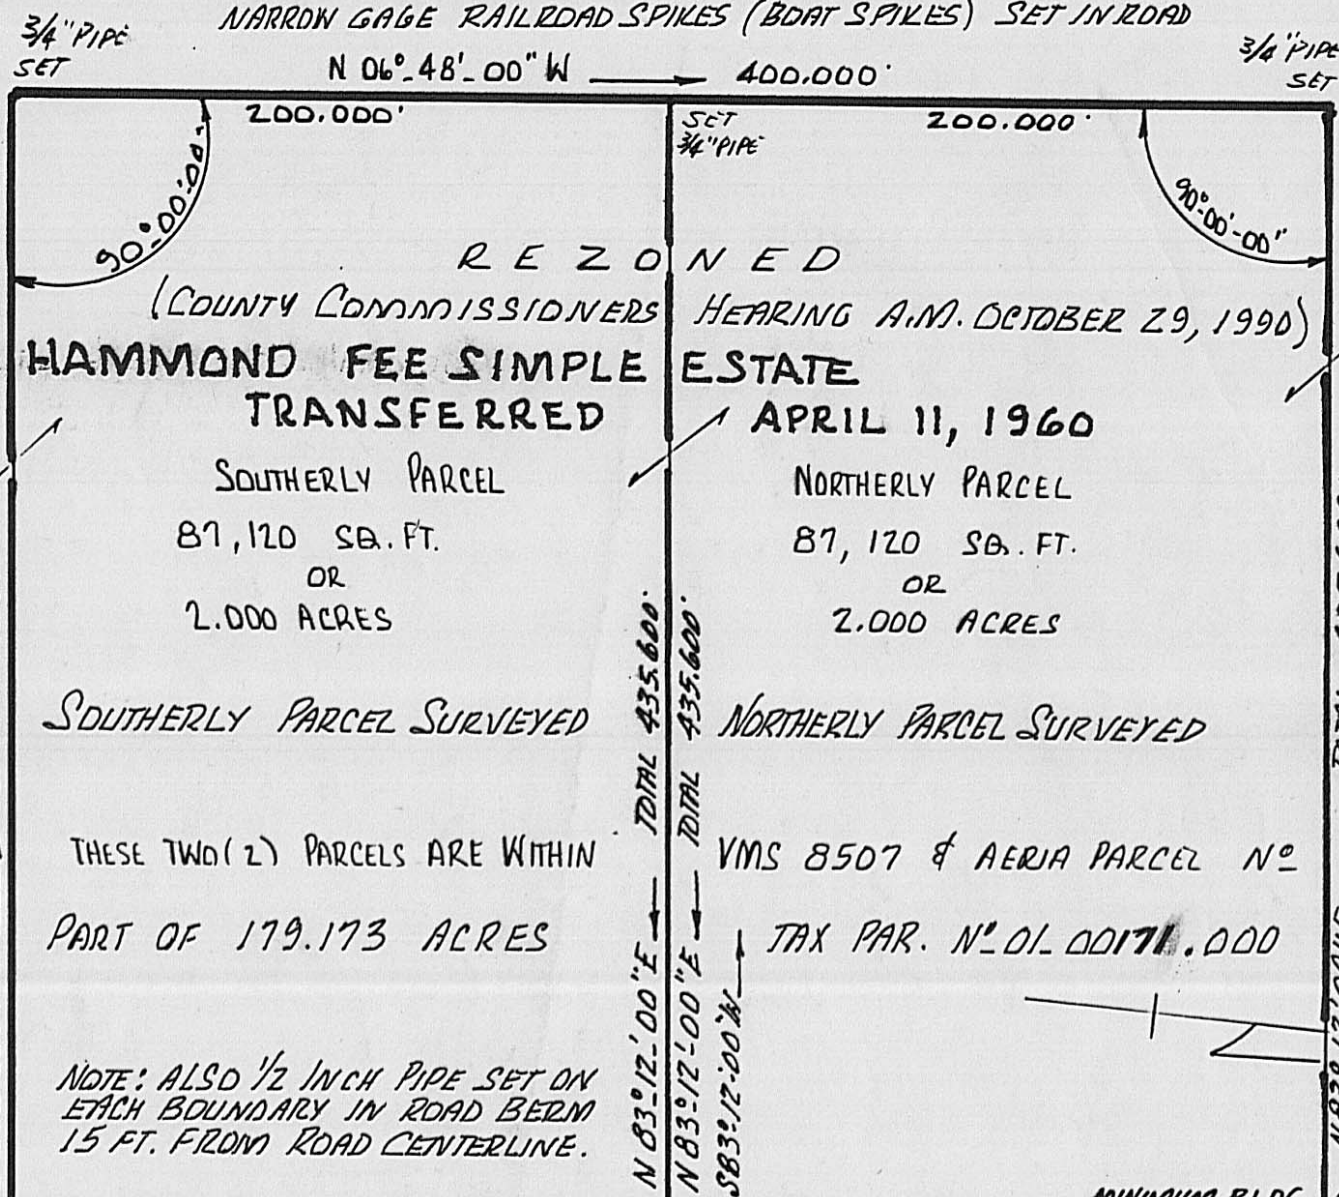 NARROW GAGE RAILROAD SPIKES (BOAT SPIKES) SET IN ROAD
3/4" PIPE
SET
N 06°-48'-00" W 400.000'
3/4" PIPE
SET
200.000'
SET
3/4" PIPE
200.000'
90°-00'-00"
90°-00'-00"
REZONED
(COUNTY COMMISSIONERS HEARING A.M. OCTOBER 29, 1990)
HAMMOND FEE SIMPLE ESTATE
TRANSFERRED APRIL 11, 1960
SOUTHERLY PARCEL
87,120 SQ. FT.
OR
2.000 ACRES
NORTHERLY PARCEL
87,120 SQ. FT.
OR
2.000 ACRES
SOUTHERLY PARCEL SURVEYED
NORTHERLY PARCEL SURVEYED
THESE TWO (2) PARCELS ARE WITHIN VMS 8507 & AERIA PARCEL Nº
PART OF 179.173 ACRES TAX PAR. Nº 01-00171.000
NOTE: ALSO 1/2 INCH PIPE SET ON
EACH BOUNDARY IN ROAD BERM
15 FT. FROM ROAD CENTERLINE.
N 83°-12'-00" E TOTAL 435.600'
N 83°-12'-00" E TOTAL 435.600'
S 83°-12'-00" W